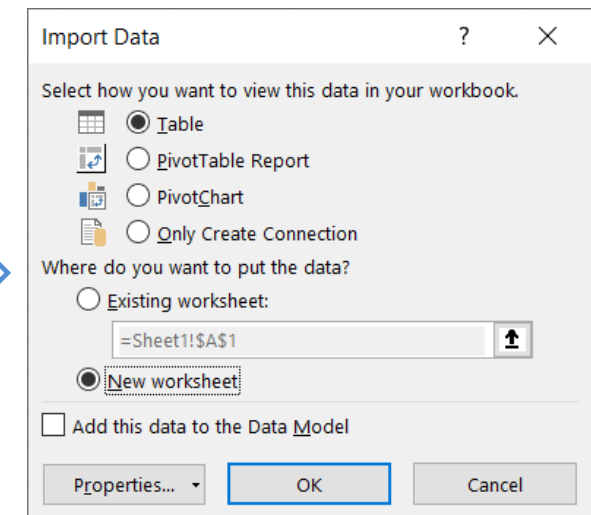 Import Data ?
Select how you want to view this data in your workbook.
Table
PivotTable Report
PivotChart
Only Create Connection
Where do you want to put the data?
Existing worksheet:
=Sheet1!$A$1
New worksheet
Add this data to the Data Model
Properties... OK Cancel